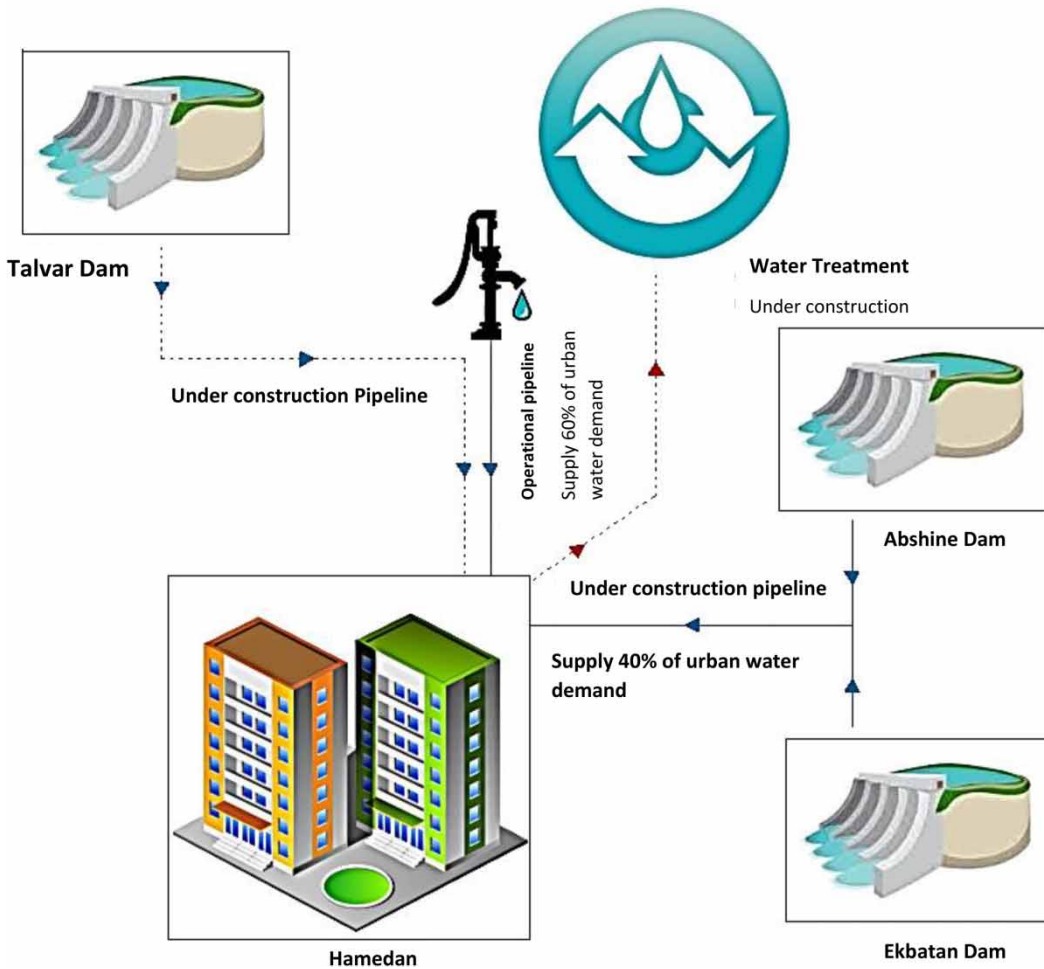 Talvar Dam
Water Treatment
Under construction
Under construction Pipeline
Operational pipeline
Supply 60% of urban
water demand
Abshine Dam
Under construction pipeline
Supply 40% of urban water
demand
Hamedan
Ekbatan Dam